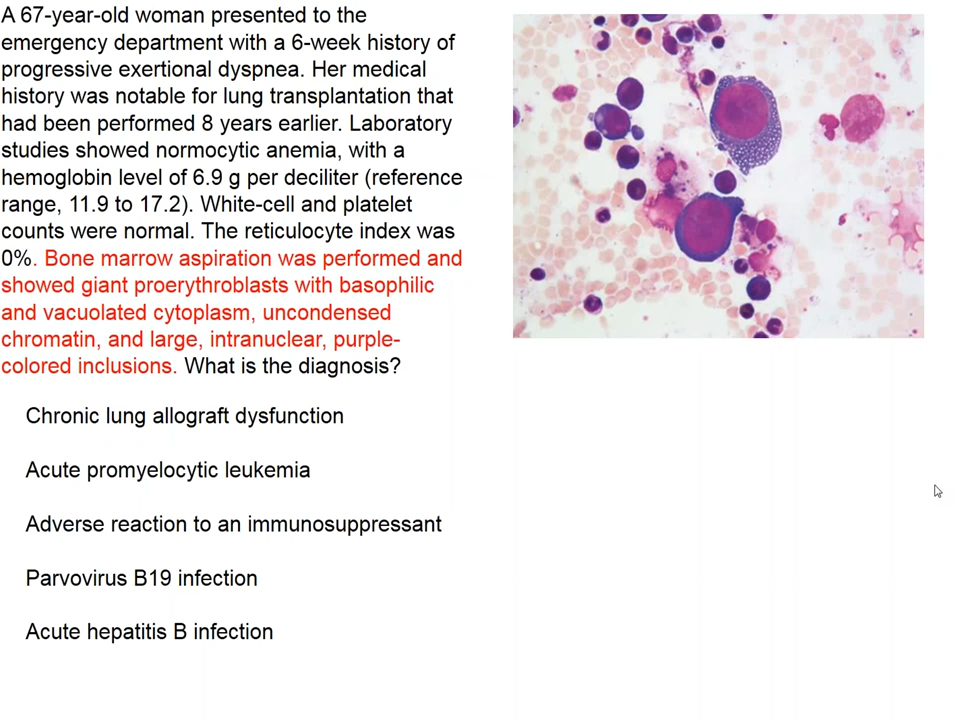 A 67-year-old woman presented to the
emergency department with a 6-week history of
progressive exertional dyspnea. Her medical
history was notable for lung transplantation that
had been performed 8 years earlier. Laboratory
studies showed normocytic anemia, with a
hemoglobin level of 6.9 g per deciliter (reference
range, 11.9 to 17.2). White-cell and platelet
counts were normal. The reticulocyte index was
0%. Bone marrow aspiration was performed and
showed giant proerythroblasts with basophilic
and vacuolated cytoplasm, uncondensed
chromatin, and large, intranuclear, purple-
colored inclusions. What is the diagnosis?
Chronic lung allograft dysfunction
Acute promyelocytic leukemia
Adverse reaction to an immunosuppressant
Parvovirus B19 infection
Acute hepatitis B infection